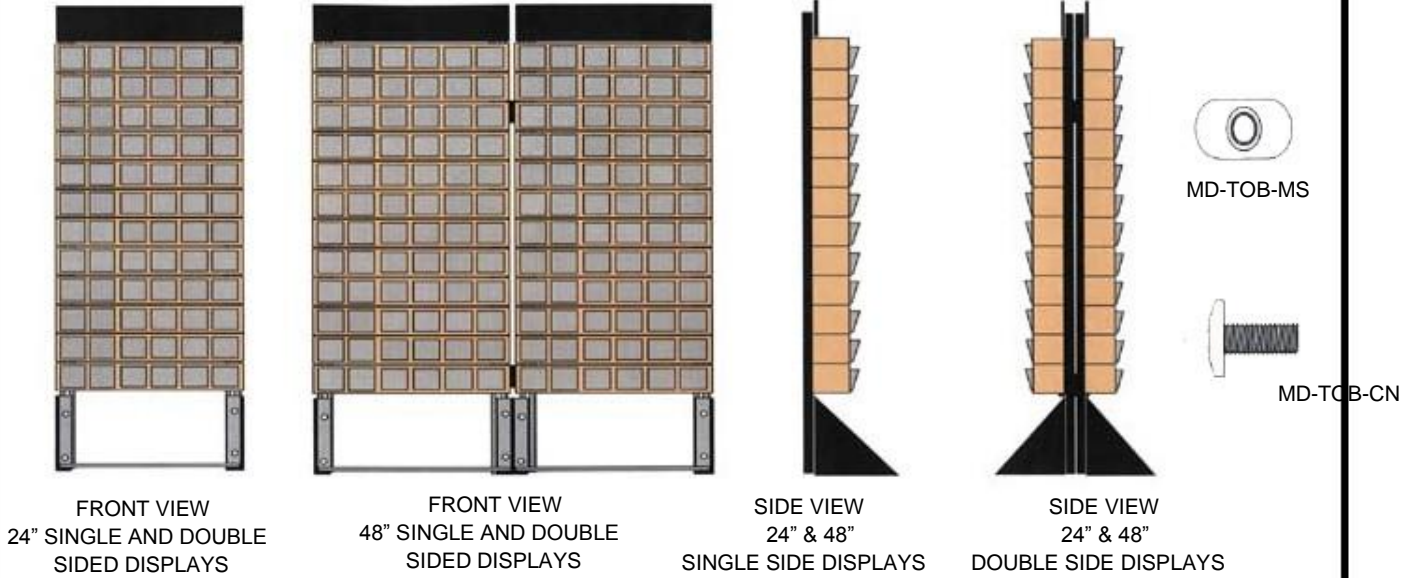 MD-TOB-MS
MD-TOB-CN
FRONT VIEW
24” SINGLE AND DOUBLE
SIDED DISPLAYS
FRONT VIEW
48” SINGLE AND DOUBLE
SIDED DISPLAYS
SIDE VIEW
24” & 48”
SINGLE SIDE DISPLAYS
SIDE VIEW
24” & 48”
DOUBLE SIDE DISPLAYS